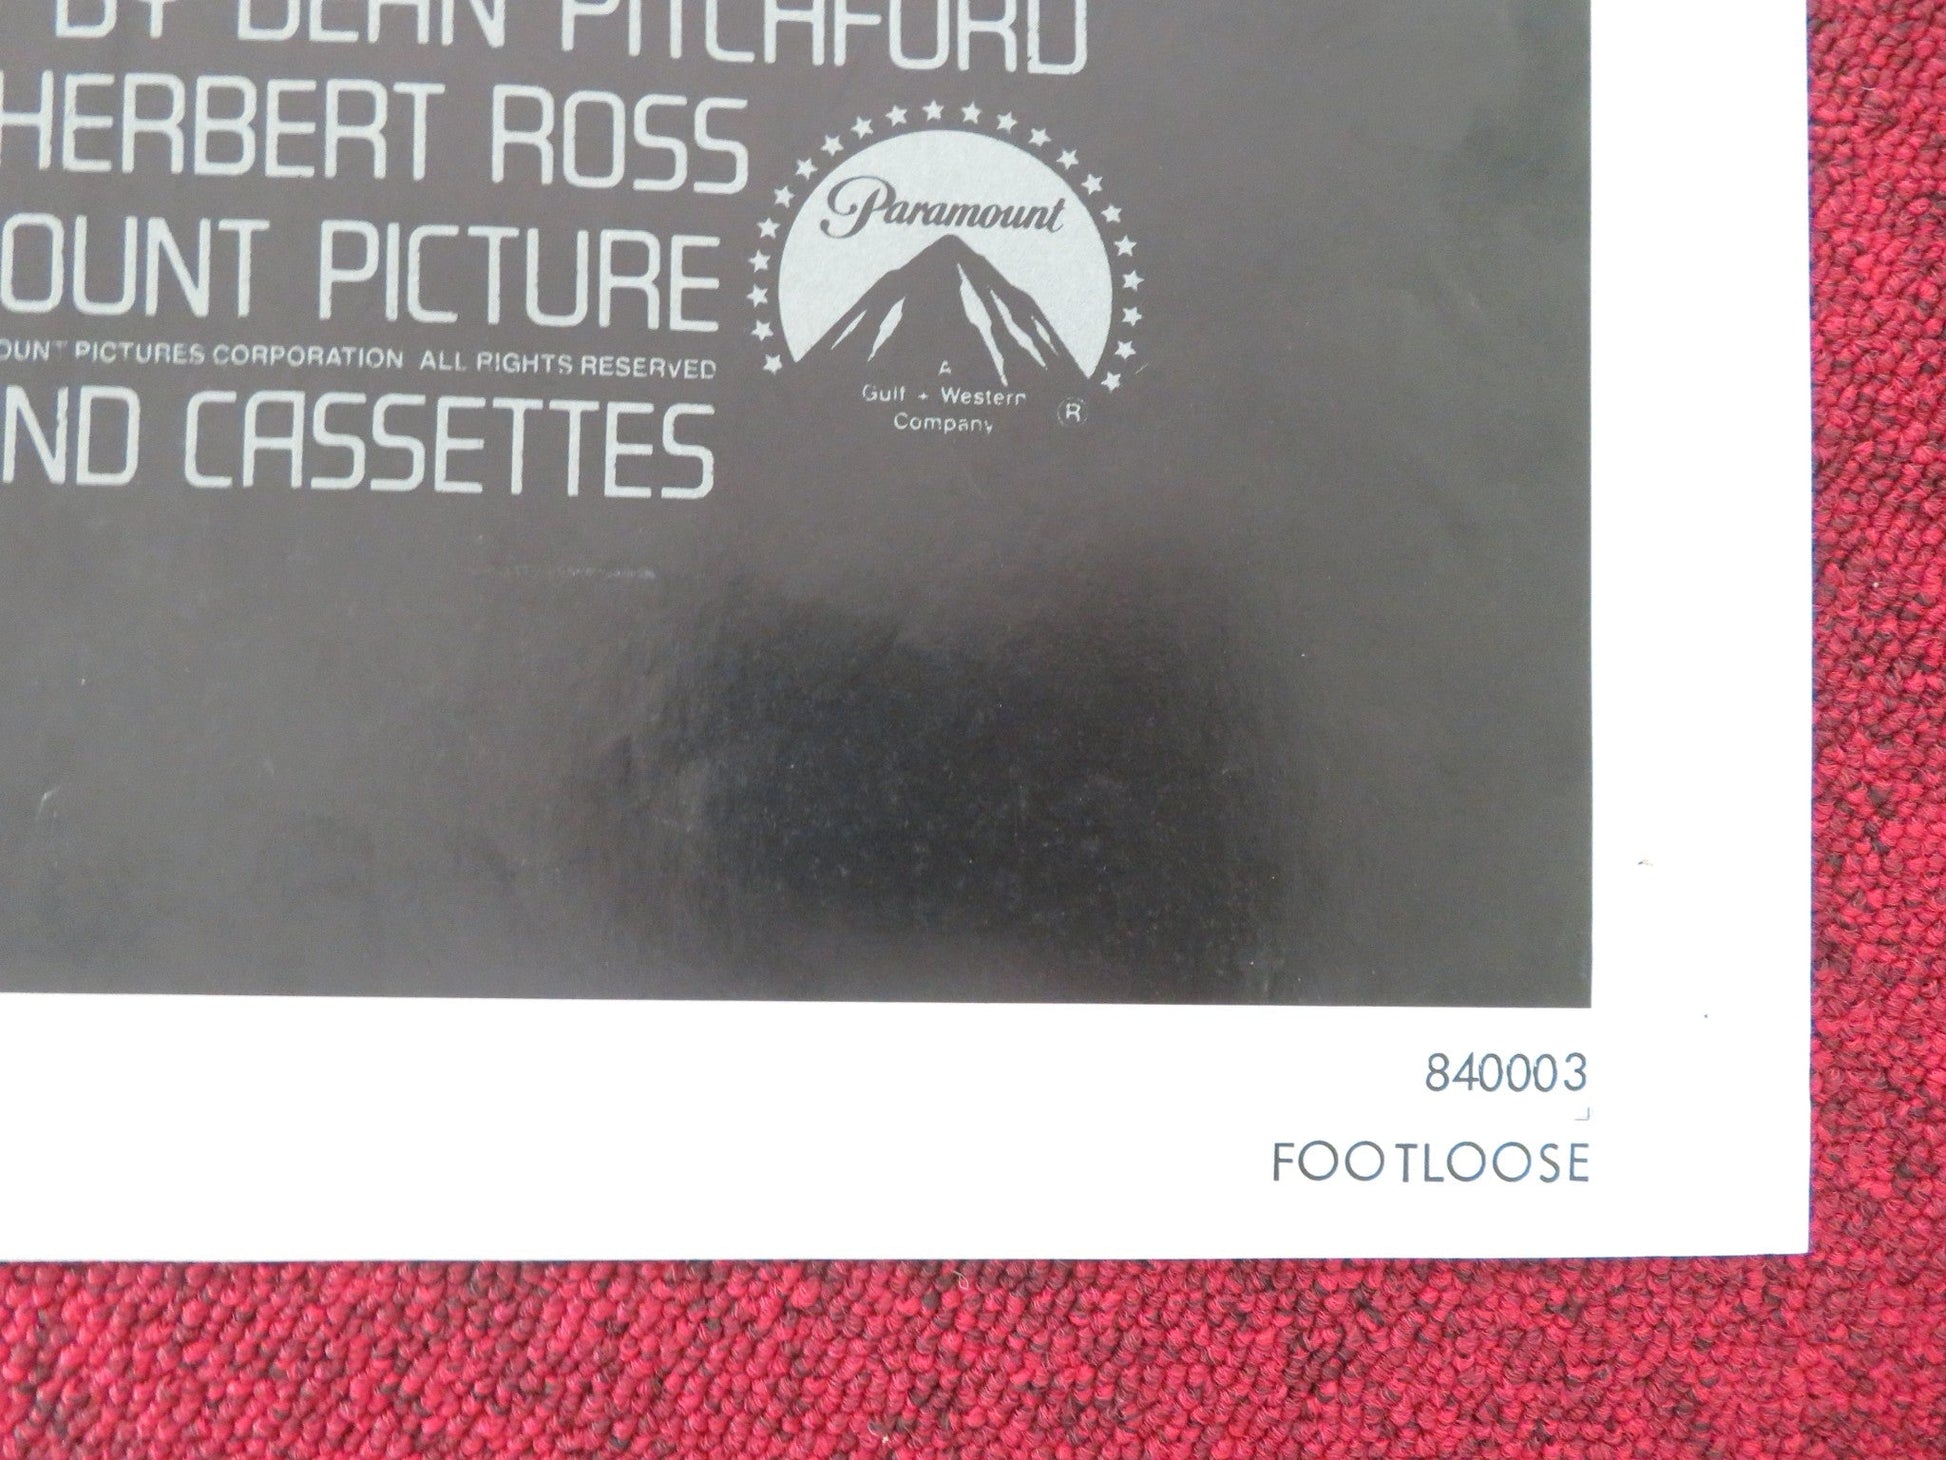 BY DEAN PITCHFORD
HERBERT ROSS
OUNT PICTURE
OUNT PICTURES CORPORATION ALL RIGHTS RESERVED
ND CASSETTES
Paramount
A
Gulf + Western
Company
®
840003
FOOTLOOSE